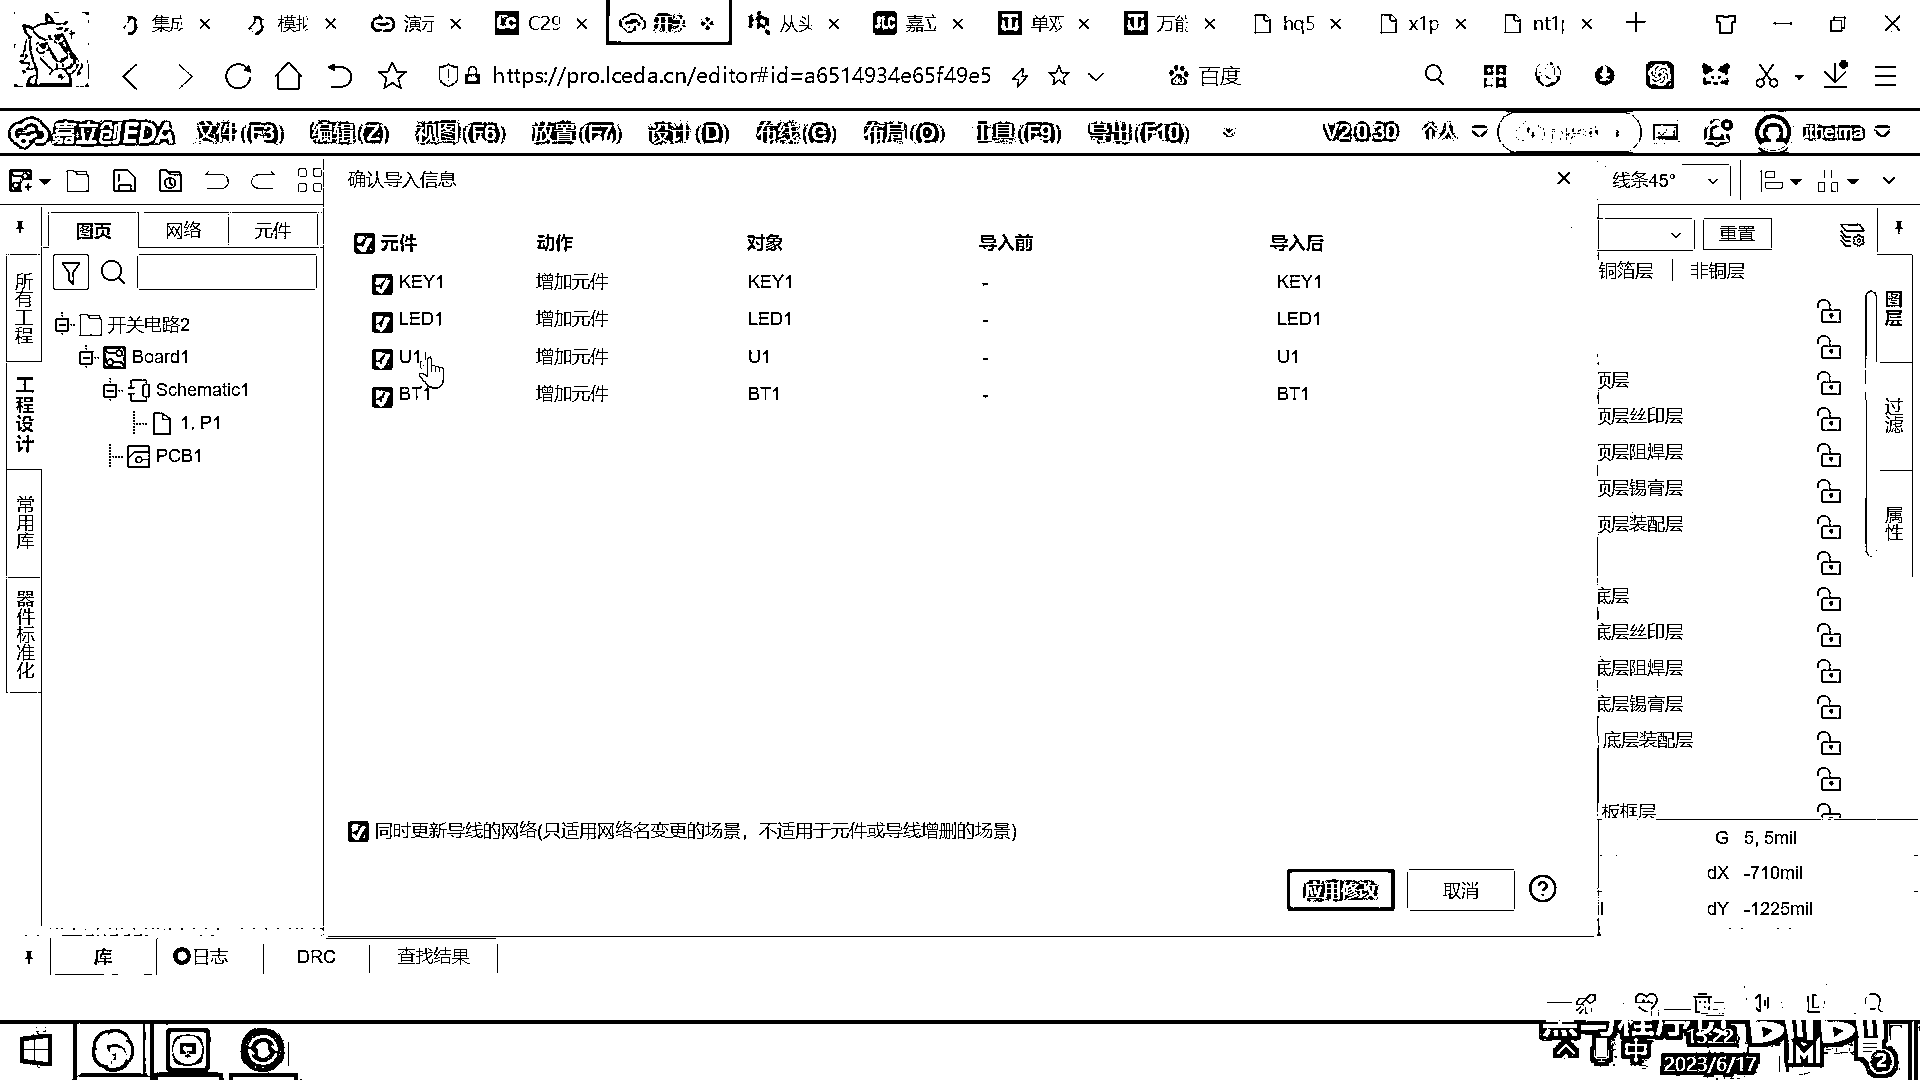 集成
模拟
演示
C29
从头
嘉立
单双
万能
hq5
x1p
nt1p
https://pro.lceda.cn/editor#id=a6514934e65f49e5
百度
嘉立创EDA
文件(F3)
编辑(Z)
视图(F6)
放置(F7)
设计(D)
布线(G)
布局(O)
工具(F9)
导出(F10)
V2.0.30
个人
itheima
线条45°
图页
网络
元件
所有工程
工程设计
常用库
器件标准化
开关电路2
Board1
Schematic1
1. P1
PCB1
确认导入信息
元件 动作 对象 导入前 导入后
KEY1 增加元件 KEY1 - KEY1
LED1 增加元件 LED1 - LED1
U1 增加元件 U1 - U1
BT1 增加元件 BT1 - BT1
同时更新导线的网络(只适用网络名变更的场景，不适用于元件或导线增删的场景)
应用修改
取消
重置
铜箔层
非铜层
图层
过滤
属性
顶层
顶层丝印层
顶层阻焊层
顶层锡膏层
顶层装配层
底层
底层丝印层
底层阻焊层
底层锡膏层
底层装配层
板框层
G 5, 5mil
dX -710mil
dY -1225mil
库
日志
DRC
查找结果
中
15:22
2023/6/17
2